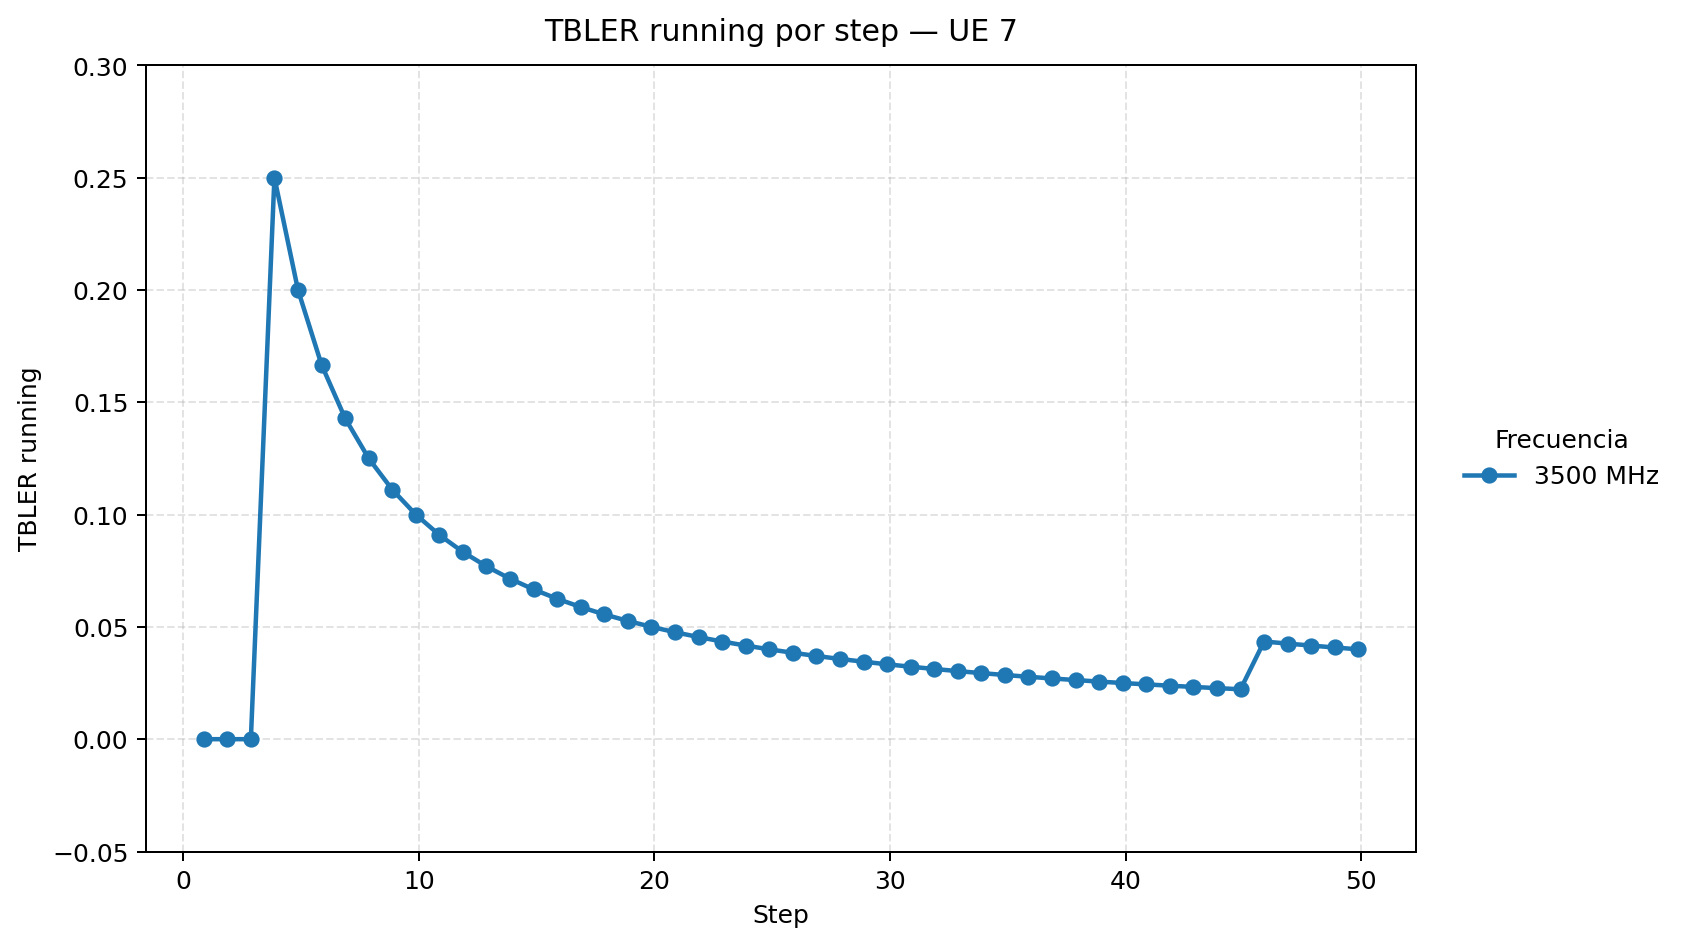 TBLER running por step — UE 7
0.30
0.25
0.20
0.15
0.10
0.05
0.00
−0.05
TBLER running
0 10 20 30 40 50
Step
Frecuencia
3500 MHz